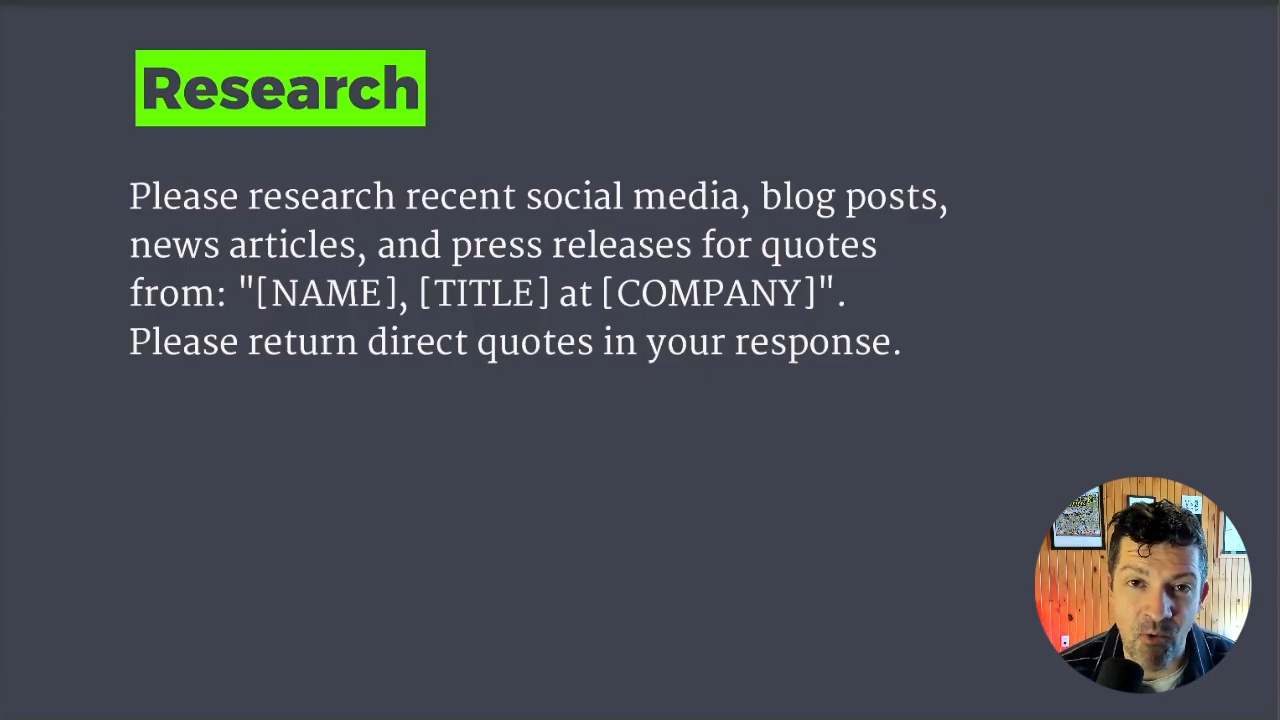 Research
Please research recent social media, blog posts,
news articles, and press releases for quotes
from: "[NAME], [TITLE] at [COMPANY]".
Please return direct quotes in your response.